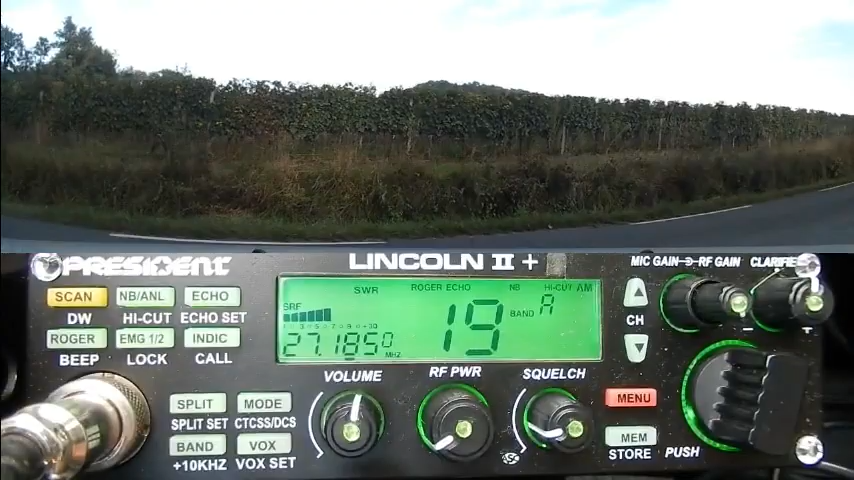 PRESIDENT
LINCOLN II +
MIC GAIN RF GAIN CLARIFIER
SCAN NB/ANL ECHO
DW HI-CUT ECHO SET
ROGER EMG 1/2 INDIC
BEEP LOCK CALL
SWR ROGER ECHO NB HI-CUT AM
SRF
19 BAND A
27.1850 MHZ
CH
VOLUME RF PWR SQUELCH
MENU
SPLIT MODE
SPLIT SET CTCSS/DCS
BAND VOX
+10KHZ VOX SET
ASC
MEM
STORE PUSH